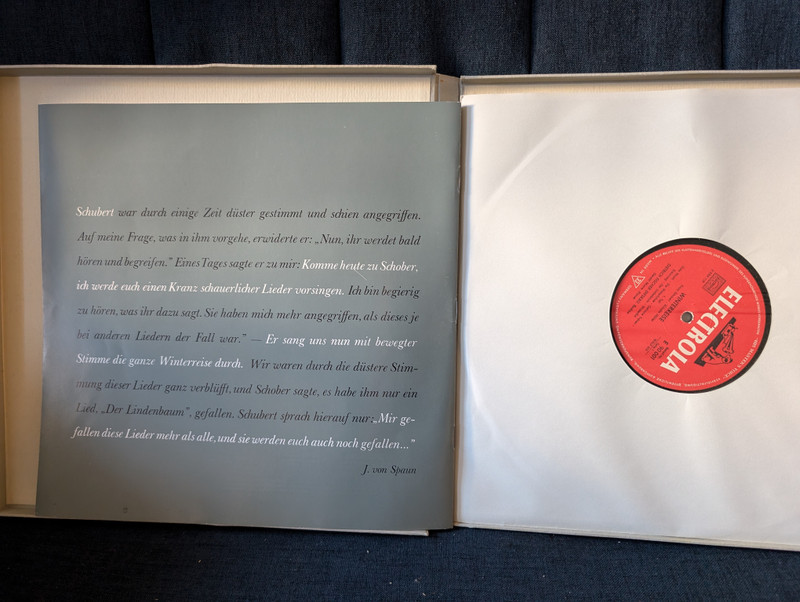 Schubert war durch einige Zeit düster gestimmt und schien angegriffen.
Auf meine Frage, was in ihm vorgehe, erwiderte er: „Nun, ihr werdet bald
hören und begreifen.” Eines Tages sagte er zu mir: Komme heute zu Schober,
ich werde euch einen Kranz schauerlicher Lieder vorsingen. Ich bin begierig
zu hören, was ihr dazu sagt. Sie haben mich mehr angegriffen, als dieses je
bei anderen Liedern der Fall war.” — Er sang uns nun mit bewegter
Stimme die ganze Winterreise durch. Wir waren durch die düstere Stim-
mung dieser Lieder ganz verblüfft, und Schober sagte, es habe ihm nur ein
Lied, „Der Lindenbaum”, gefallen. Schubert sprach hierauf nur: „Mir ge-
fallen diese Lieder mehr als alle, und sie werden euch auch noch gefallen...”
J. von Spaun
ELECTROLA
WINTERREISE